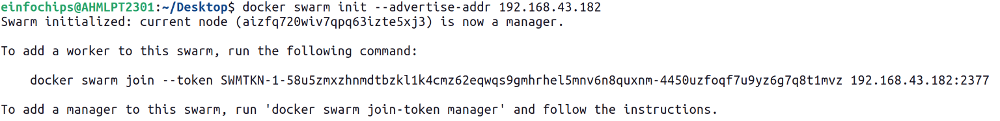 einfochips@AHMLPT2301:~/Desktop$ docker swarm init --advertise-addr 192.168.43.182
Swarm initialized: current node (aizfq720wiv7qpq63izte5xj3) is now a manager.
To add a worker to this swarm, run the following command:
docker swarm join --token SWMTKN-1-58u5zmxzhnmdtbzkl1k4cmz62eqwqs9gmhrhel5mnv6n8quxnm-4450uzfoqf7u9yz6g7q8t1mvz 192.168.43.182:2377
To add a manager to this swarm, run 'docker swarm join-token manager' and follow the instructions.